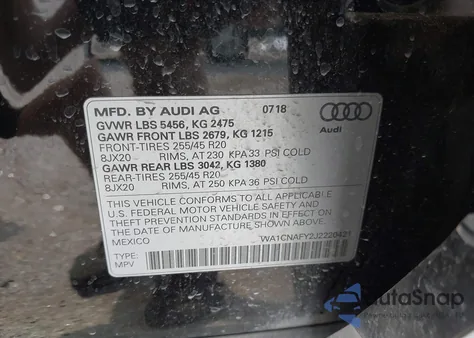 MFD. BY AUDI AG 07/18
GVWR LBS 5456, KG 2475
GAWR FRONT LBS 2679, KG 1215
FRONT-TIRES 255/45 R20
8JX20 RIMS, AT 230 KPA 33 PSI COLD
GAWR REAR LBS 3042, KG 1380
REAR-TIRES 255/45 R20
8JX20 RIMS, AT 250 KPA 36 PSI COLD
Audi
THIS VEHICLE CONFORMS TO ALL APPLICABLE
U.S. FEDERAL MOTOR VEHICLE SAFETY AND
THEFT PREVENTION STANDARDS IN EFFECT ON
THE DATE OF MANUFACTURE SHOWN ABOVE
MEXICO
TYPE:
MPV
AutoSnap